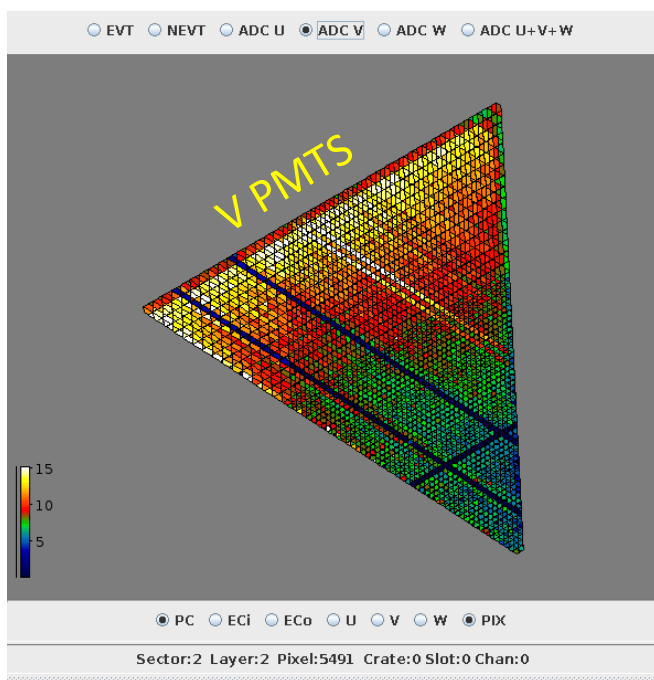 EVT NEVT ADC U ADC V ADC W ADC U+V+W
V PMTS
15
10
5
PC ECi ECo U V W PIX
Sector:2 Layer:2 Pixel:5491 Crate:0 Slot:0 Chan:0